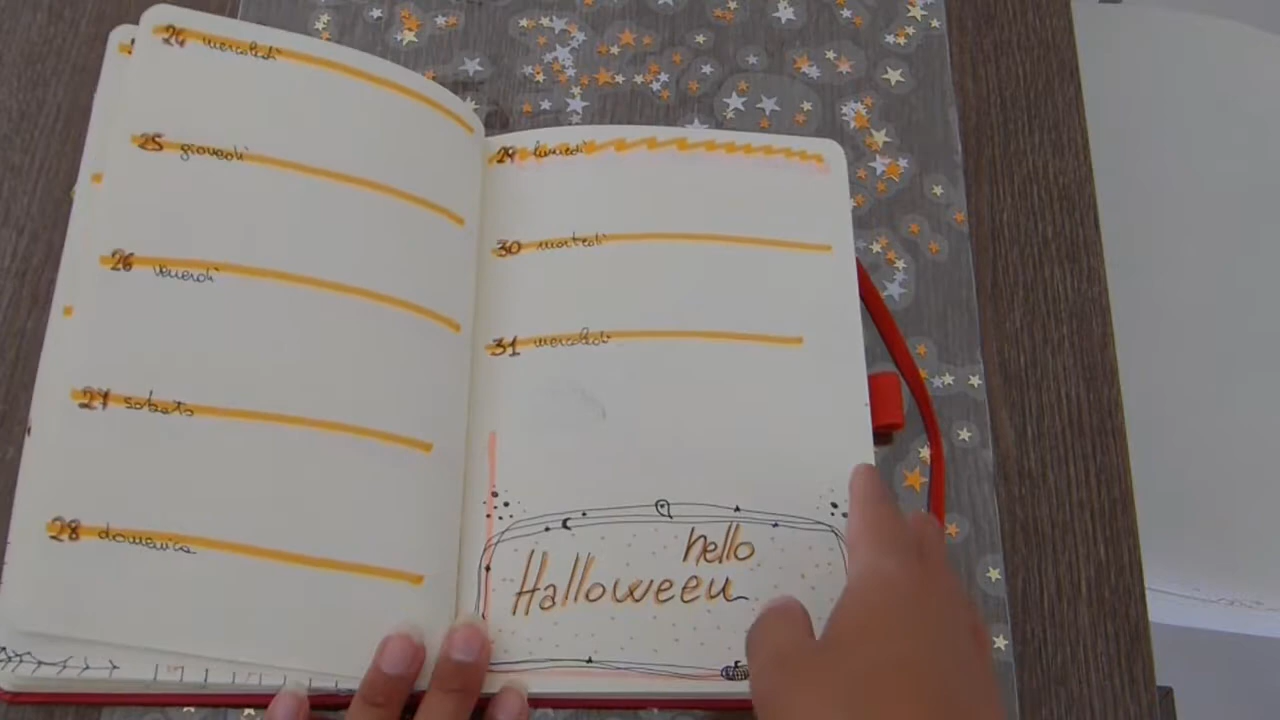 24 mercoledì
25 giovedì
26 venerdì
27 sabato
28 domenica
29 lunedì
30 martedì
31 mercoledì
hello
Halloween